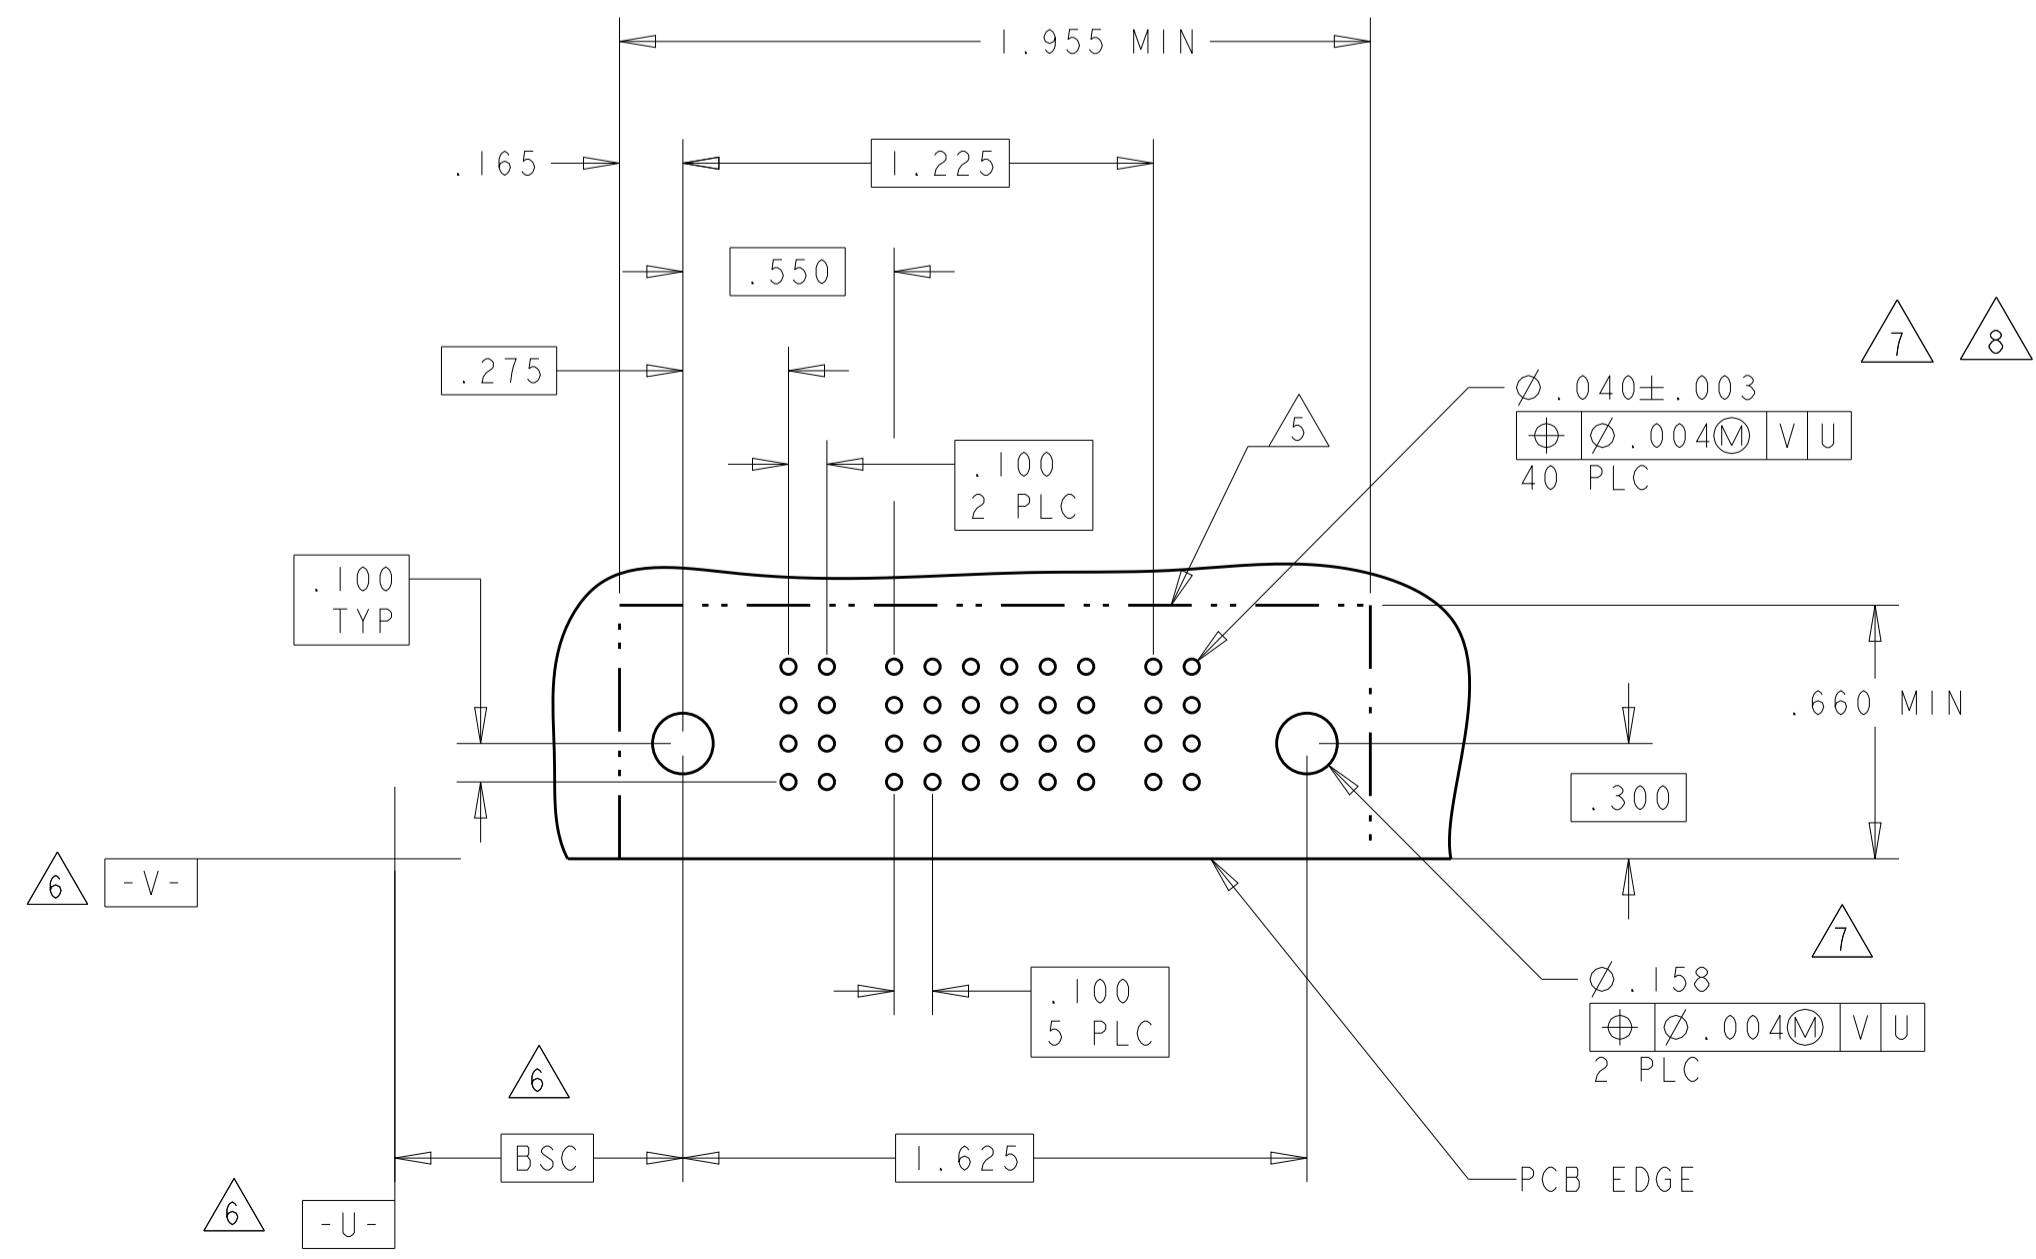 1.955 MIN
.165
1.225
.550
.275
7
8
5
Ø.040±.003
⌖ Ø.004Ⓜ V U
40 PLC
.100
2 PLC
.100
TYP
.660 MIN
.300
6
-V-
7
Ø.158
⌖ Ø.004Ⓜ V U
2 PLC
.100
5 PLC
6
BSC
1.625
PCB EDGE
6
-U-